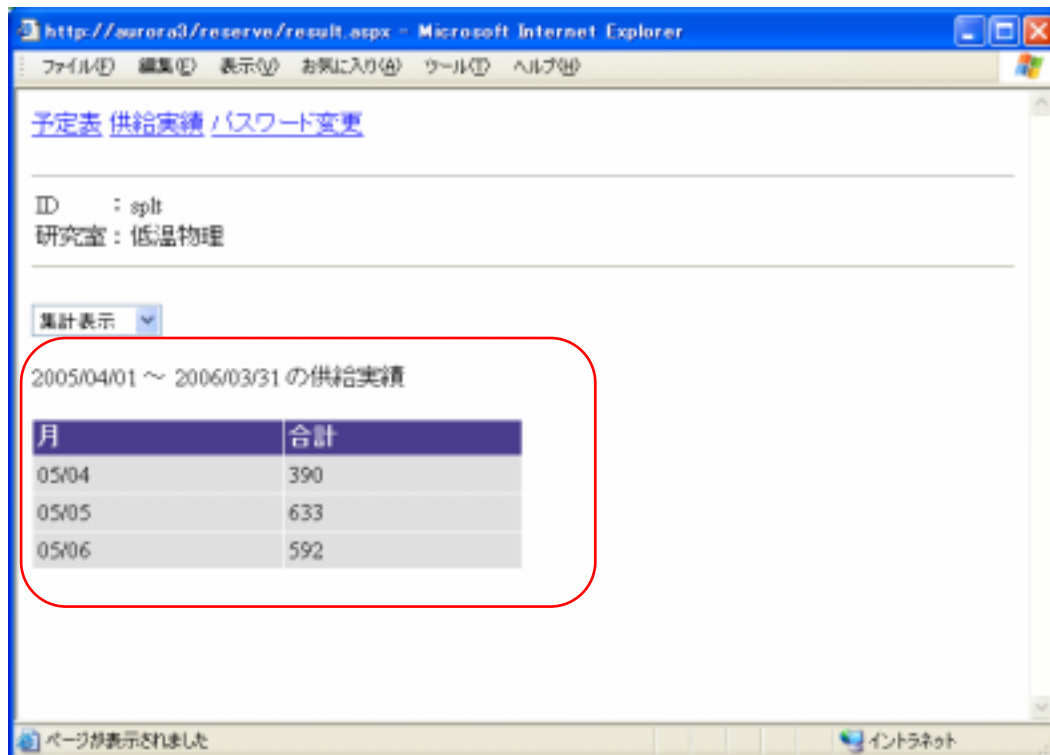 http://aurora3/reserve/result.aspx - Microsoft Internet Explorer
ファイル(F) 編集(E) 表示(V) お気に入り(A) ツール(T) ヘルプ(H)
予定表 供給実績 パスワード変更
ID : splt
研究室 : 低温物理
集計表示
2005/04/01 ～ 2006/03/31 の供給実績
月 合計
05/04 390
05/05 633
05/06 592
ページが表示されました イントラネット